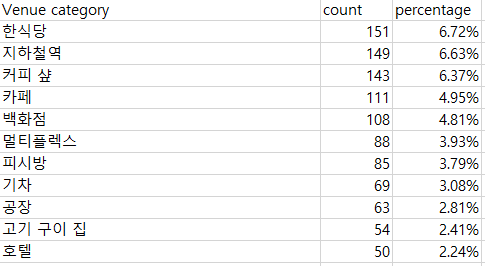 Venue category count percentage
한식당 151 6.72%
지하철역 149 6.63%
커피 샾 143 6.37%
카페 111 4.95%
백화점 108 4.81%
멀티플렉스 88 3.93%
피시방 85 3.79%
기차 69 3.08%
공장 63 2.81%
고기 구이 집 54 2.41%
호텔 50 2.24%